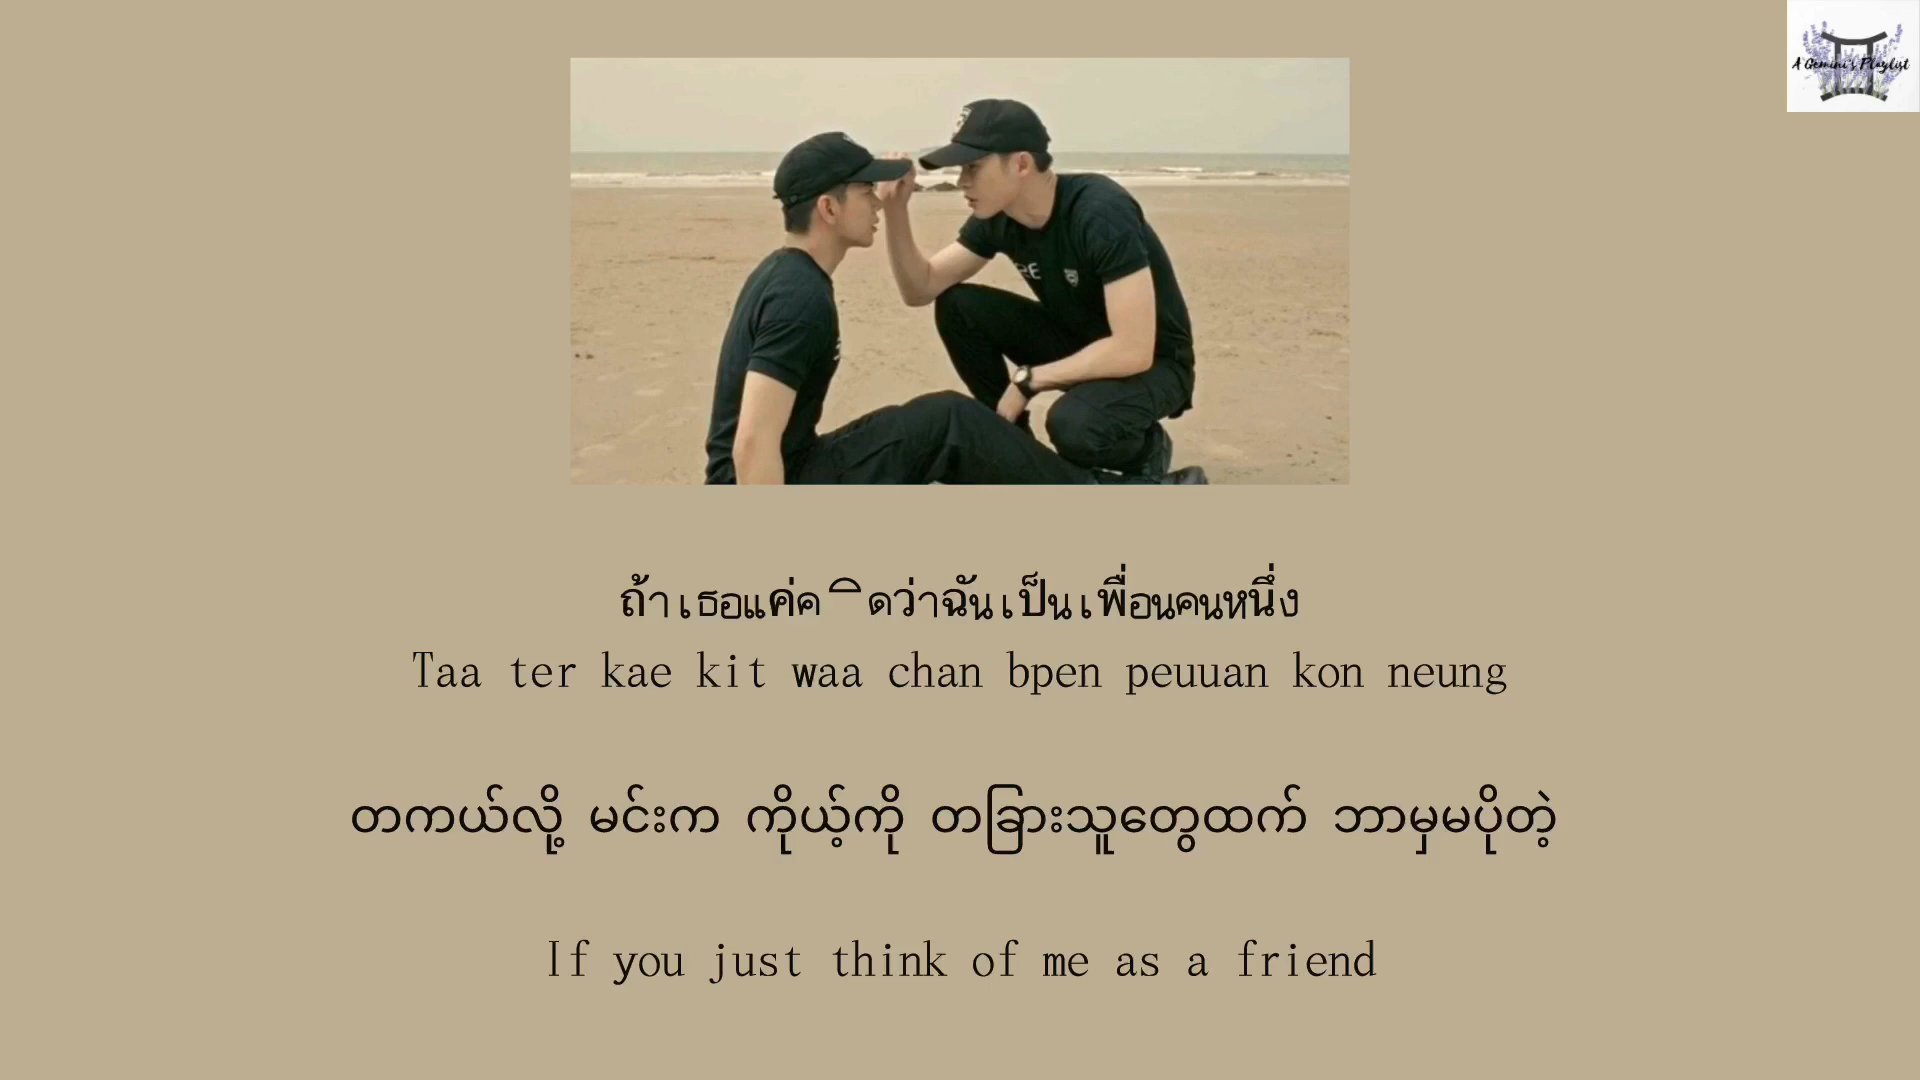 A Gemini's Playlist
ถ้าเธอแค่คิดว่าฉันเป็นเพื่อนคนหนึ่ง
Taa ter kae kit waa chan bpen peuuan kon neung
တကယ်လို့ မင်းက ကိုယ့်ကို တခြားသူတွေထက် ဘာမှမပိုတဲ့
If you just think of me as a friend